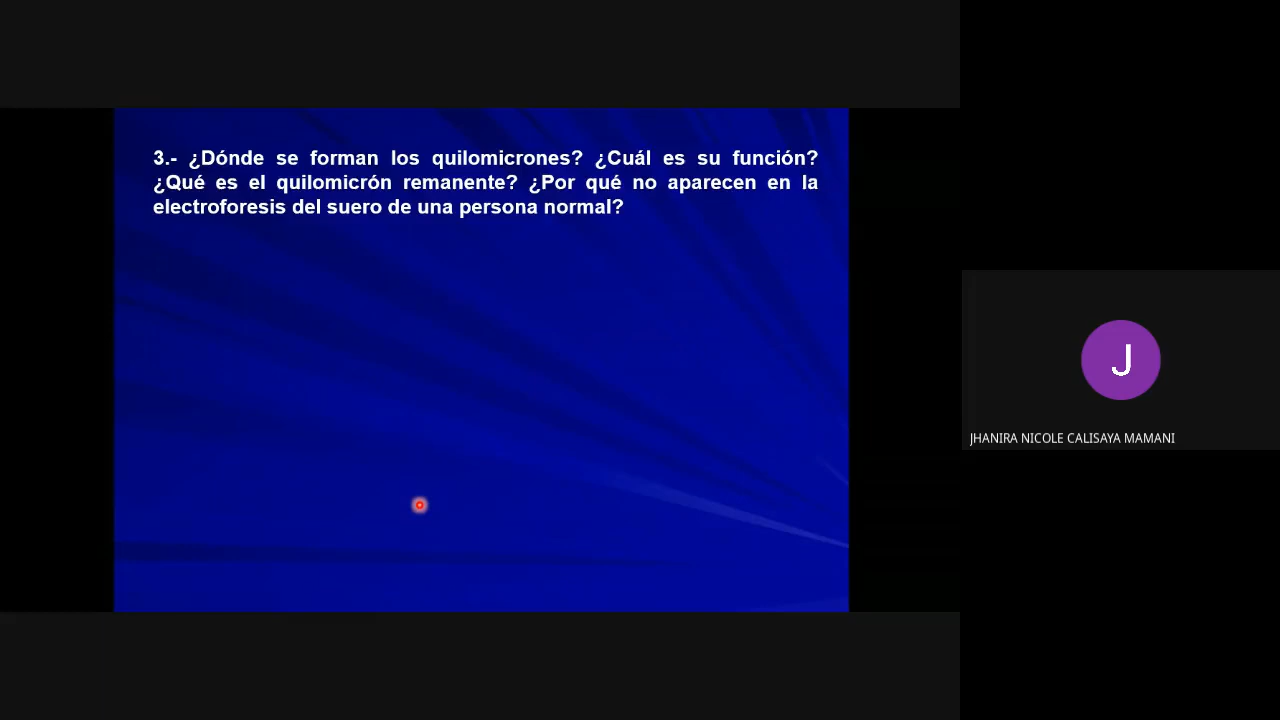 3.- ¿Dónde se forman los quilomicrones? ¿Cuál es su función?
¿Qué es el quilomicrón remanente? ¿Por qué no aparecen en la
electroforesis del suero de una persona normal?
J
JHANIRA NICOLE CALISAYA MAMANI